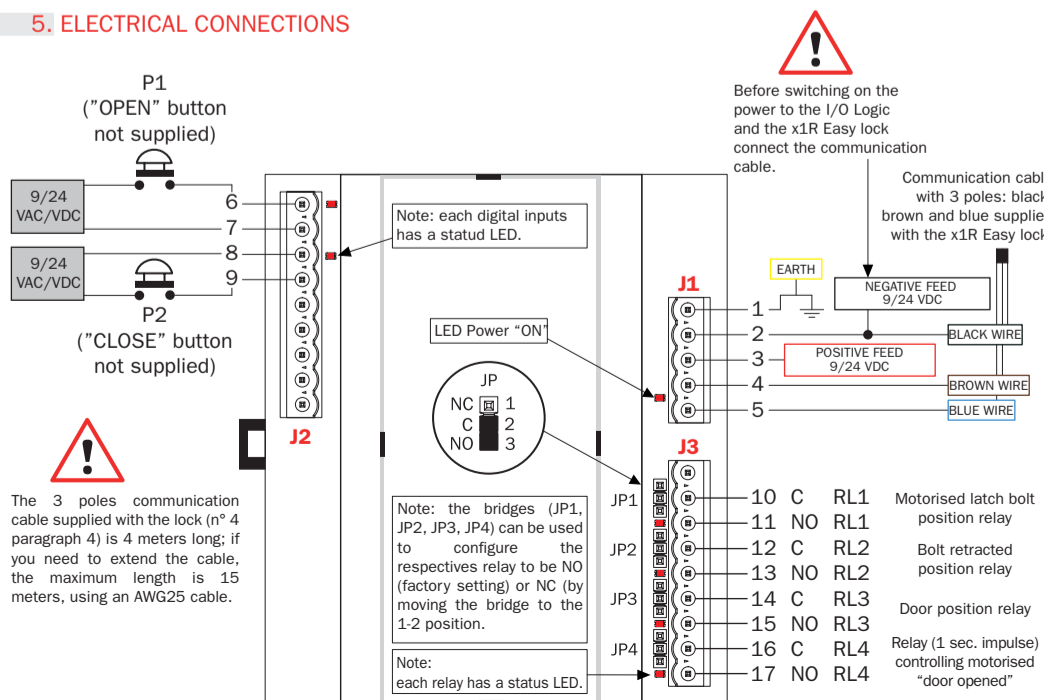 5. ELECTRICAL CONNECTIONS
P1
("OPEN" button
not supplied)
9/24
VAC/VDC
6
7
9/24
VAC/VDC
8
9
P2
("CLOSE" button
not supplied)
J2
The 3 poles communication
cable supplied with the lock (n° 4
paragraph 4) is 4 meters long; if
you need to extend the cable,
the maximum length is 15
meters, using an AWG25 cable.
Note: each digital inputs
has a statud LED.
LED Power "ON"
JP
NC 1
C 2
NO 3
Note: the bridges (JP1,
JP2, JP3, JP4) can be used
to configure the
respectives relay to be NO
(factory setting) or NC (by
moving the bridge to the
1-2 position.
Note:
each relay has a status LED.
Before switching on the
power to the I/O Logic
and the x1R Easy lock
connect the communication
cable.
Communication cabl
with 3 poles: black
brown and blue supplie
with the x1R Easy lock
J1
EARTH
NEGATIVE FEED
9/24 VDC
1
2
BLACK WIRE
3
POSITIVE FEED
9/24 VDC
4
BROWN WIRE
5
BLUE WIRE
J3
JP1
JP2
JP3
JP4
10 C RL1
11 NO RL1
Motorised latch bolt
position relay
12 C RL2
13 NO RL2
Bolt retracted
position relay
14 C RL3
15 NO RL3
Door position relay
16 C RL4
17 NO RL4
Relay (1 sec. impulse)
controlling motorised
"door opened"